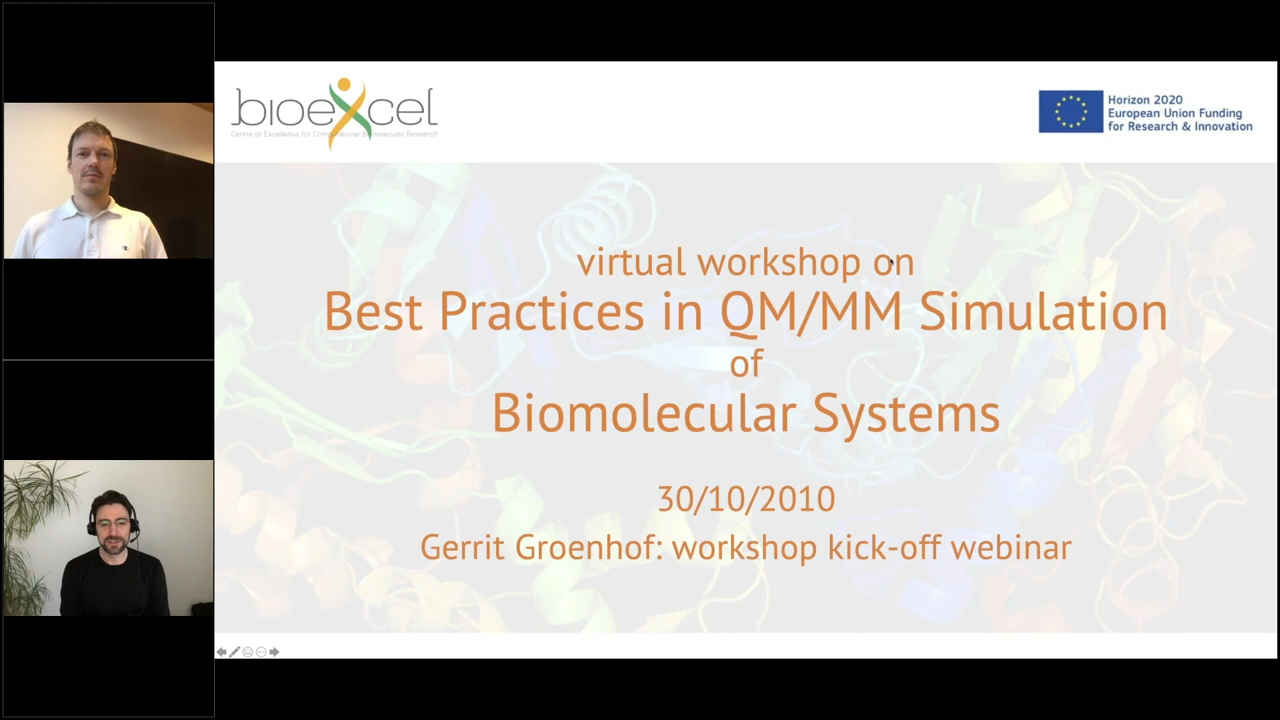 bioexcel
Centre of Excellence for Computational Biomolecular Research
Horizon 2020
European Union Funding
for Research & Innovation
virtual workshop on
Best Practices in QM/MM Simulation
of
Biomolecular Systems
30/10/2010
Gerrit Groenhof: workshop kick-off webinar